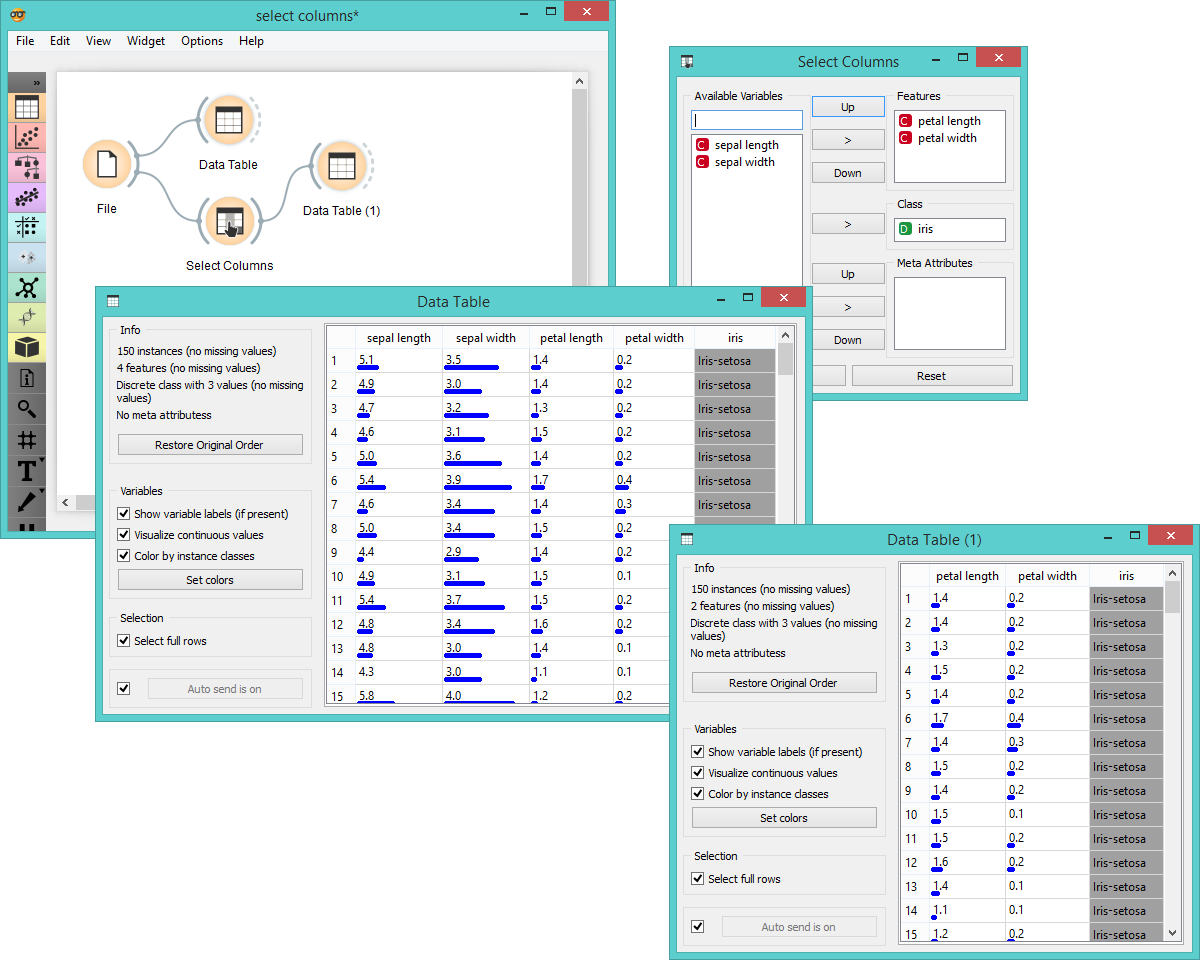 select columns*
File Edit View Widget Options Help
»
Data Table
File
Data Table (1)
Select Columns
T
Select Columns
Available Variables
C sepal length
C sepal width
Up
>
Down
>
Up
>
Down
Features
C petal length
C petal width
Class
D iris
Meta Attributes
Reset
Data Table
Info
150 instances (no missing values)
4 features (no missing values)
Discrete class with 3 values (no missing
values)
No meta attributess
Restore Original Order
Variables
Show variable labels (if present)
Visualize continuous values
Color by instance classes
Set colors
Selection
Select full rows
Auto send is on
sepal length sepal width petal length petal width iris
1 5.1 3.5 1.4 0.2 Iris-setosa
2 4.9 3.0 1.4 0.2 Iris-setosa
3 4.7 3.2 1.3 0.2 Iris-setosa
4 4.6 3.1 1.5 0.2 Iris-setosa
5 5.0 3.6 1.4 0.2 Iris-setosa
6 5.4 3.9 1.7 0.4 Iris-setosa
7 4.6 3.4 1.4 0.3 Iris-setosa
8 5.0 3.4 1.5 0.2
9 4.4 2.9 1.4 0.2
10 4.9 3.1 1.5 0.1
11 5.4 3.7 1.5 0.2
12 4.8 3.4 1.6 0.2
13 4.8 3.0 1.4 0.1
14 4.3 3.0 1.1 0.1
15 5.8 4.0 1.2 0.2
Data Table (1)
Info
150 instances (no missing values)
2 features (no missing values)
Discrete class with 3 values (no missing
values)
No meta attributess
Restore Original Order
Variables
Show variable labels (if present)
Visualize continuous values
Color by instance classes
Set colors
Selection
Select full rows
Auto send is on
petal length petal width iris
1 1.4 0.2 Iris-setosa
2 1.4 0.2 Iris-setosa
3 1.3 0.2 Iris-setosa
4 1.5 0.2 Iris-setosa
5 1.4 0.2 Iris-setosa
6 1.7 0.4 Iris-setosa
7 1.4 0.3 Iris-setosa
8 1.5 0.2 Iris-setosa
9 1.4 0.2 Iris-setosa
10 1.5 0.1 Iris-setosa
11 1.5 0.2 Iris-setosa
12 1.6 0.2 Iris-setosa
13 1.4 0.1 Iris-setosa
14 1.1 0.1 Iris-setosa
15 1.2 0.2 Iris-setosa